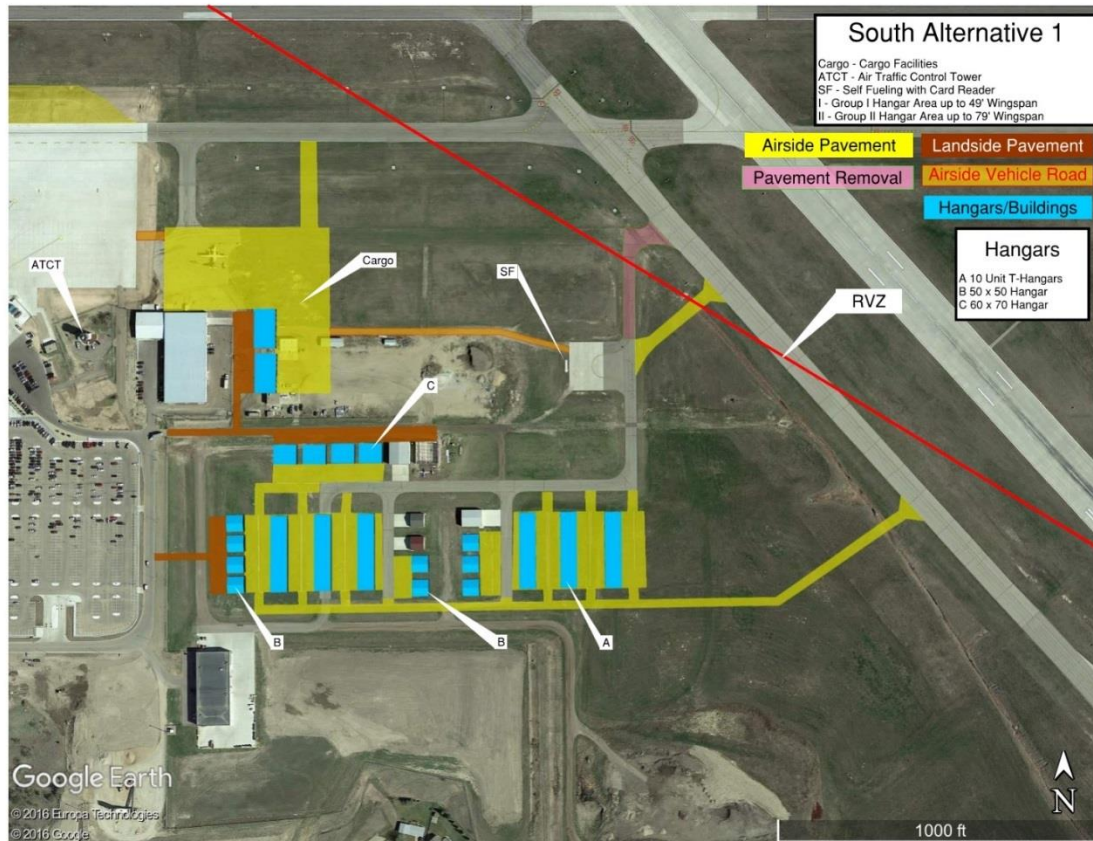 South Alternative 1
Cargo - Cargo Facilities
ATCT - Air Traffic Control Tower
SF - Self Fueling with Card Reader
I - Group I Hangar Area up to 49' Wingspan
II - Group II Hangar Area up to 79' Wingspan
Airside Pavement
Landside Pavement
Pavement Removal
Airside Vehicle Road
Hangars/Buildings
Hangars
A 10 Unit T-Hangars
B 50 x 50 Hangar
C 60 x 70 Hangar
ATCT
Cargo
SF
RVZ
C
B
B
A
Google Earth
© 2016 Europa Technologies
© 2016 Google
N
1000 ft